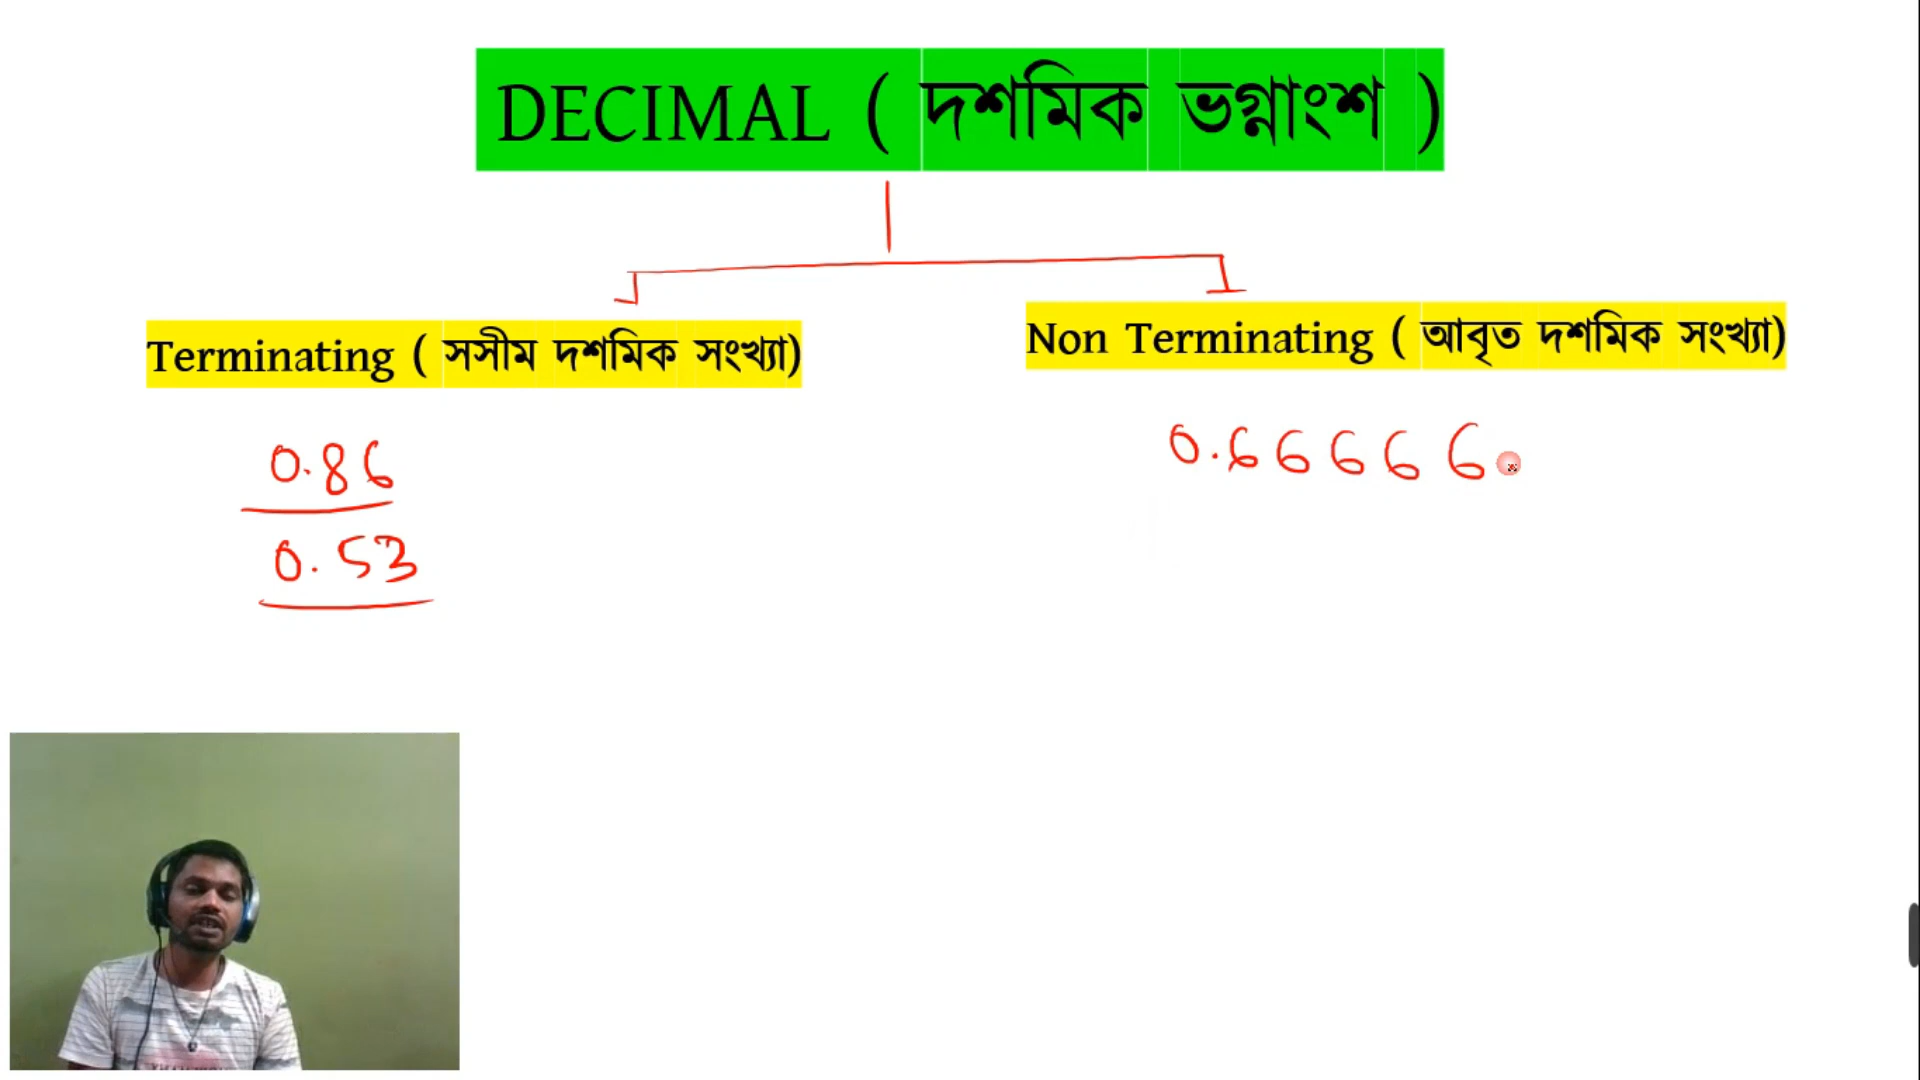 DECIMAL ( দশমিক ভগ্নাংশ )
Terminating ( সসীম দশমিক সংখ্যা)
Non Terminating ( আবৃত দশমিক সংখ্যা)
0.86
0.53
0.66666